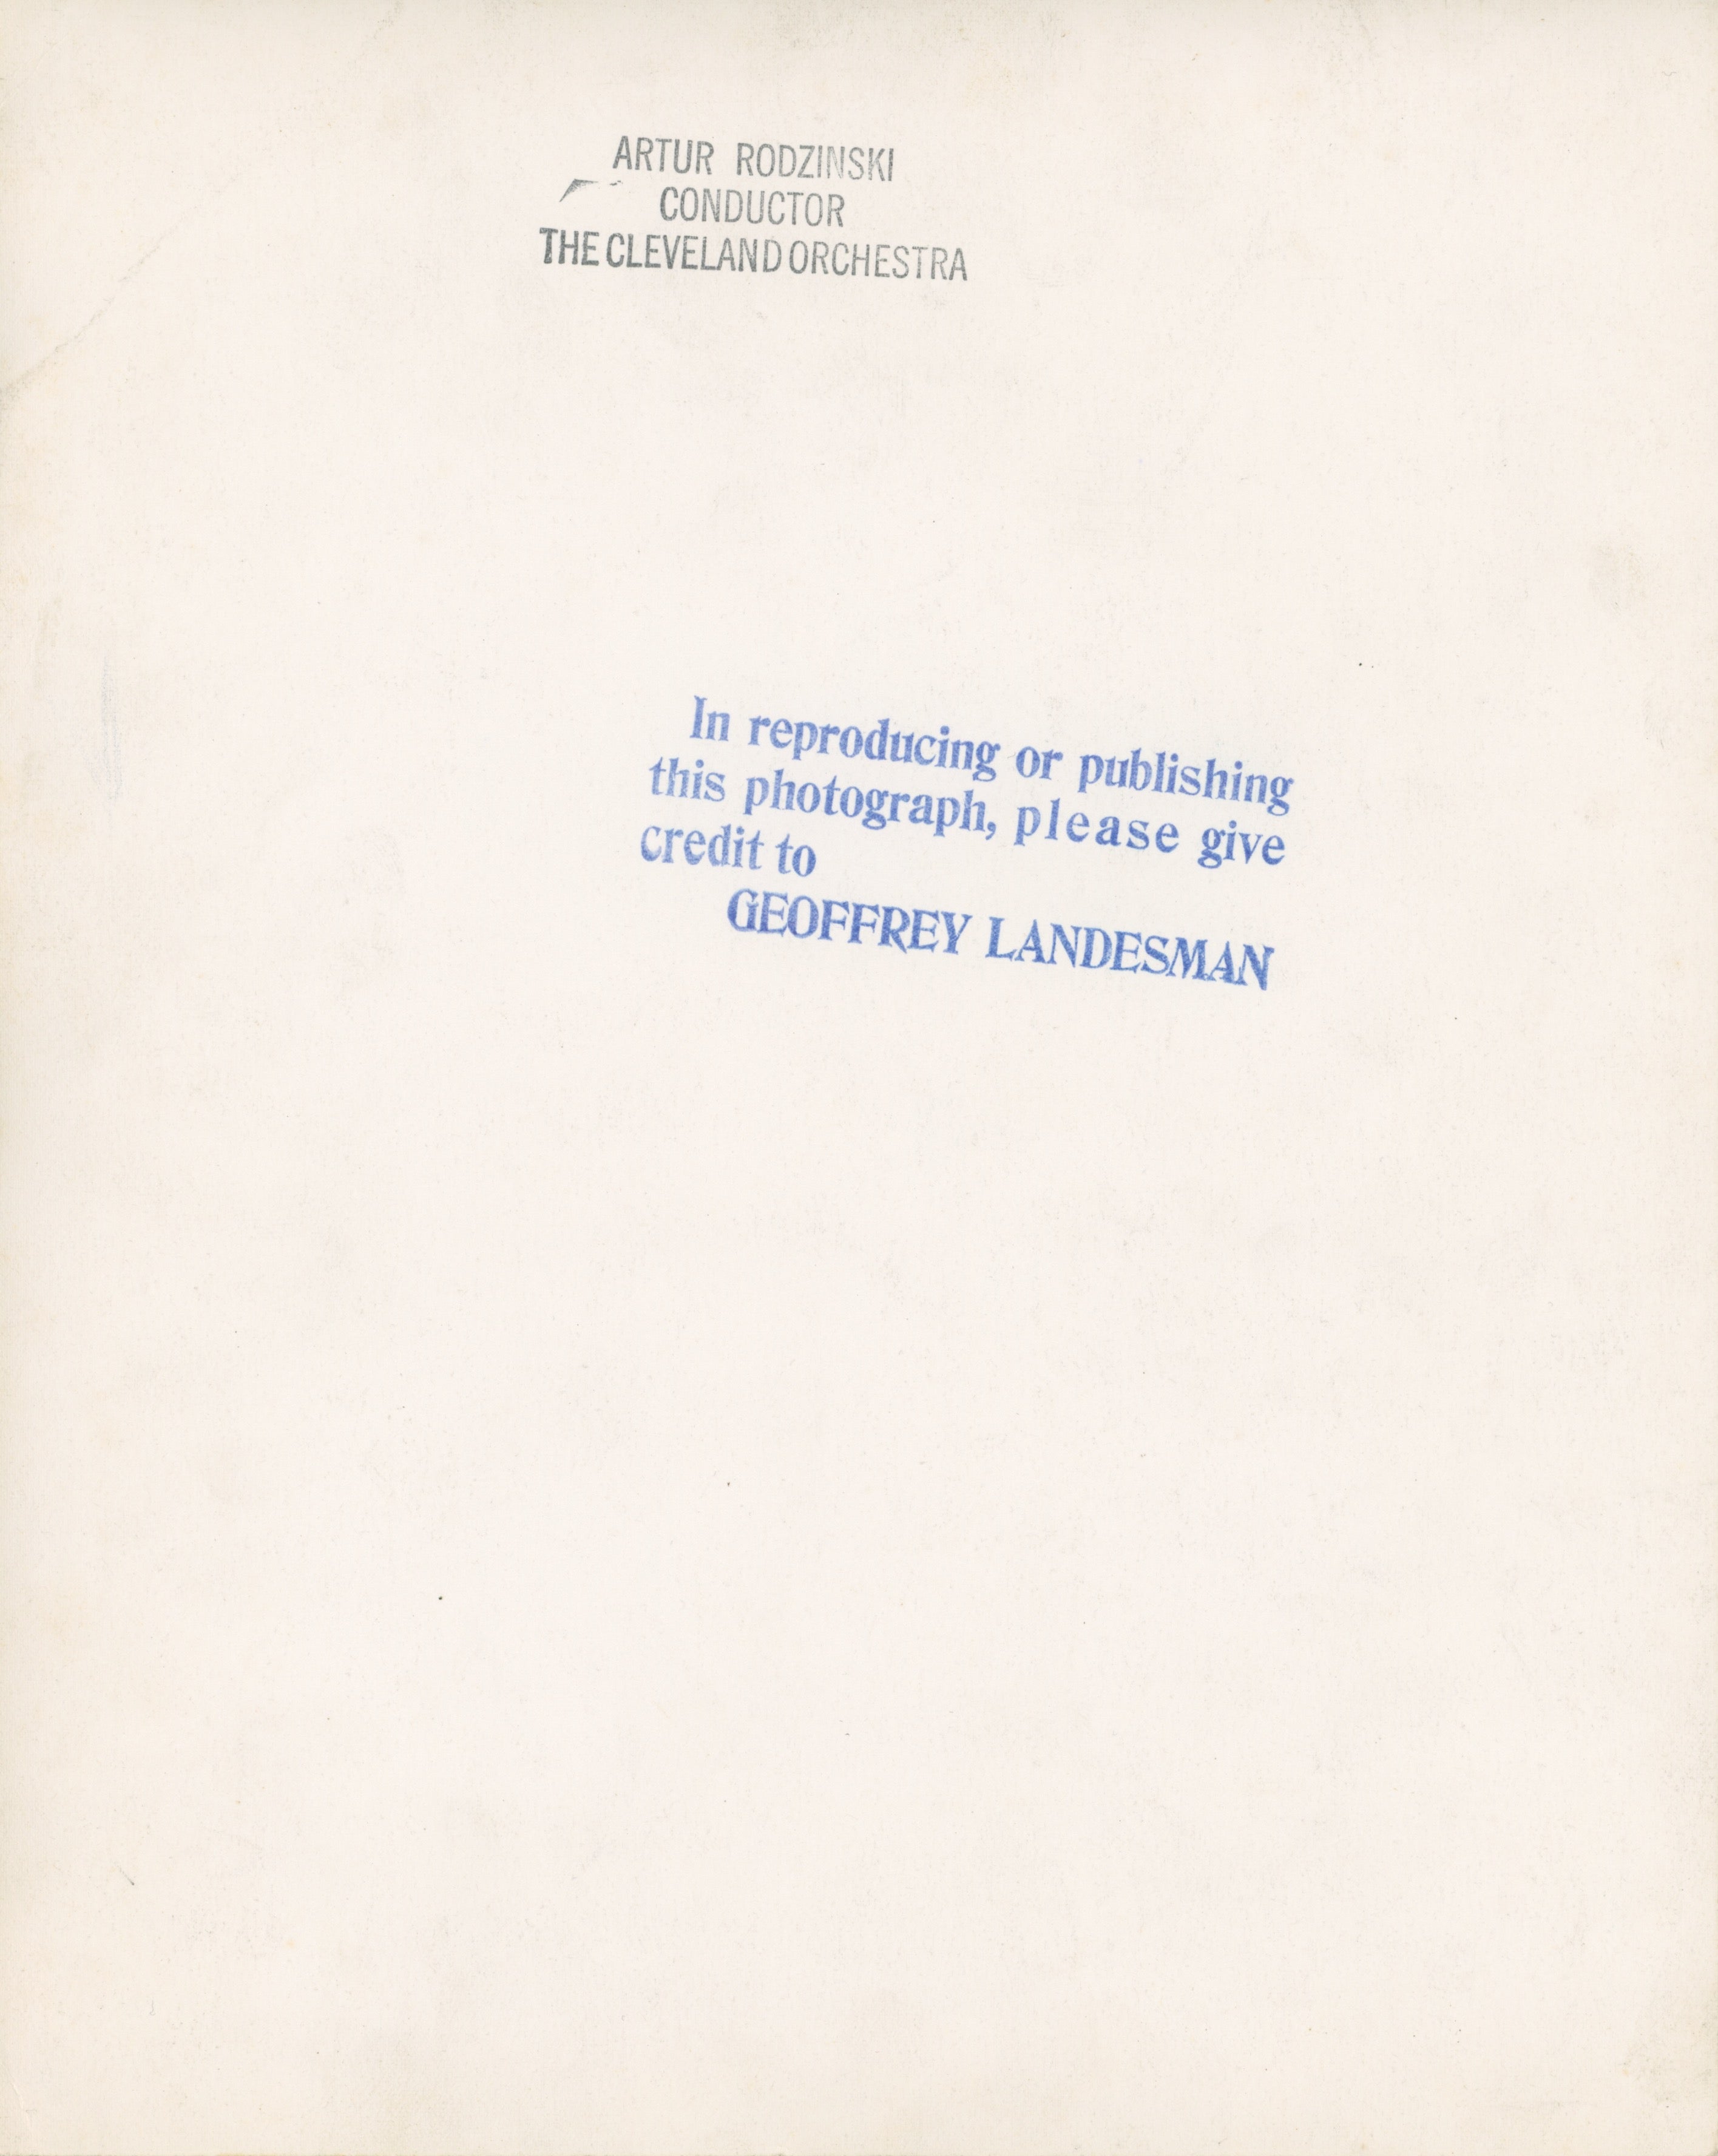 ARTUR RODZINSKI
CONDUCTOR
THE CLEVELAND ORCHESTRA
In reproducing or publishing
this photograph, please give
credit to
GEOFFREY LANDESMAN